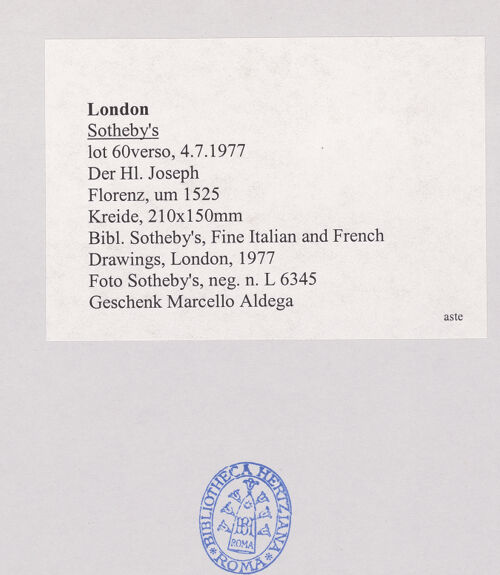 London
Sotheby's
lot 60verso, 4.7.1977
Der Hl. Joseph
Florenz, um 1525
Kreide, 210x150mm
Bibl. Sotheby's, Fine Italian and French
Drawings, London, 1977
Foto Sotheby's, neg. n. L 6345
Geschenk Marcello Aldega
aste
BIBLIOTHECA HERTZIANA
* ROMA *
ROMA